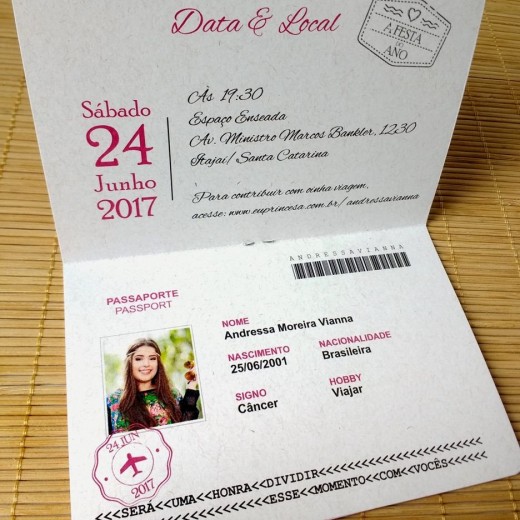 Data & Local
A FESTA
DO
ANO
Sábado
24
Junho
2017
Às 19:30
Espaço Enseada
Av. Ministro Marcos Bankler, 1230
Itajaí/ Santa Catarina
Para contribuir com minha viagem,
acesse: www.euprincesa.com.br/andressavianna
ANDRESSAVIANNA
PASSAPORTE
PASSPORT
NOME
Andressa Moreira Vianna
NASCIMENTO
25/06/2001
NACIONALIDADE
Brasileira
SIGNO
Câncer
HOBBY
Viajar
24 JUN
2017
<<<SERÁ<<UMA<<HONRA<<DIVIDIR<<<<<<<<<<<<<<<<<<<<<
<<<<<<<<<<<<<<<<<<<<ESSE<<MOMENTO<<COM<<VOCÊS<<<<<<